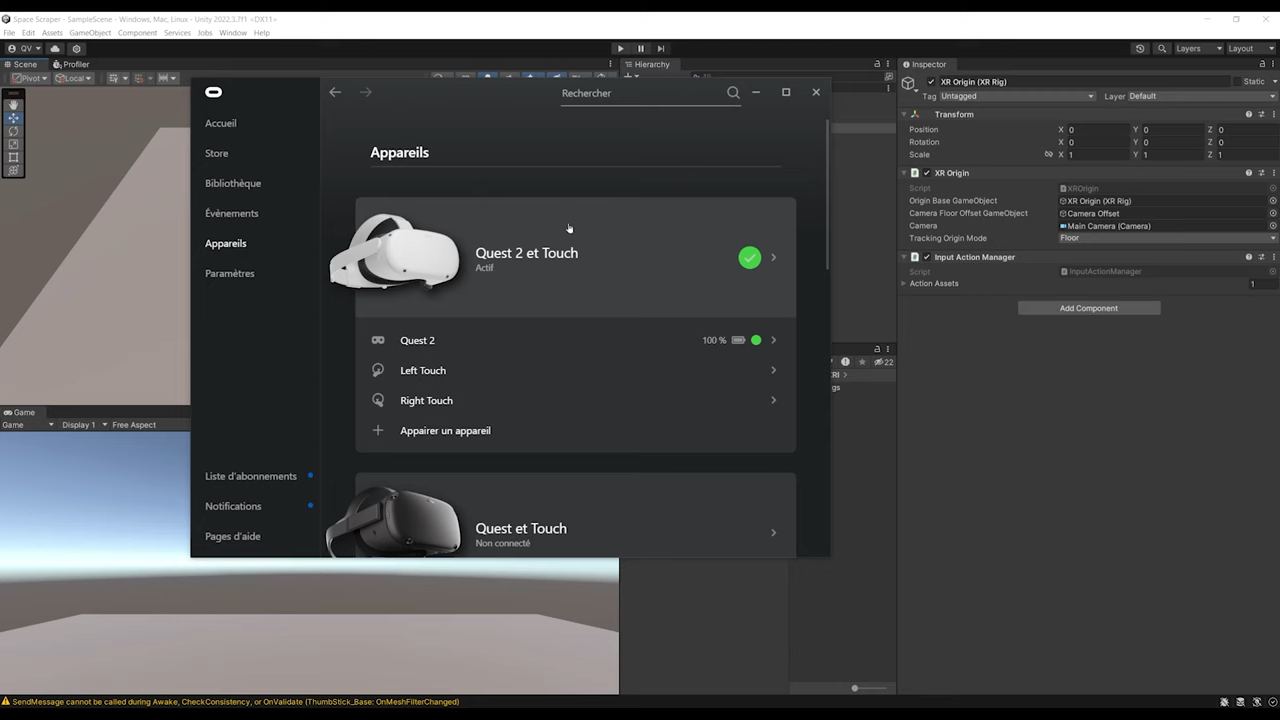 Space Scraper - SampleScene - Windows, Mac, Linux - Unity 2022.3.7f1 <DX11>
File Edit Assets GameObject Component Services Jobs Window Help
QV Layers Layout
Scene Profiler Hierarchy Inspector
Pivot Local
XR Origin (XR Rig) Static
Tag Untagged Layer Default
Transform
Position X 0 Y 0 Z 0
Rotation X 0 Y 0 Z 0
Scale X 1 Y 1 Z 1
XR Origin
Script XROrigin
Origin Base GameObject XR Origin (XR Rig)
Camera Floor Offset GameObject Camera Offset
Camera Main Camera (Camera)
Tracking Origin Mode Floor
Input Action Manager
Script InputActionManager
Action Assets 1
Add Component
22
Game
Game Display 1 Free Aspect
Rechercher
Accueil
Store
Bibliothèque
Évènements
Appareils
Paramètres
Liste d'abonnements
Notifications
Pages d'aide
Appareils
Quest 2 et Touch
Actif
Quest 2 100 %
Left Touch
Right Touch
Appairer un appareil
Quest et Touch
Non connecté
SendMessage cannot be called during Awake, CheckConsistency, or OnValidate (ThumbStick_Base: OnMeshFilterChanged)